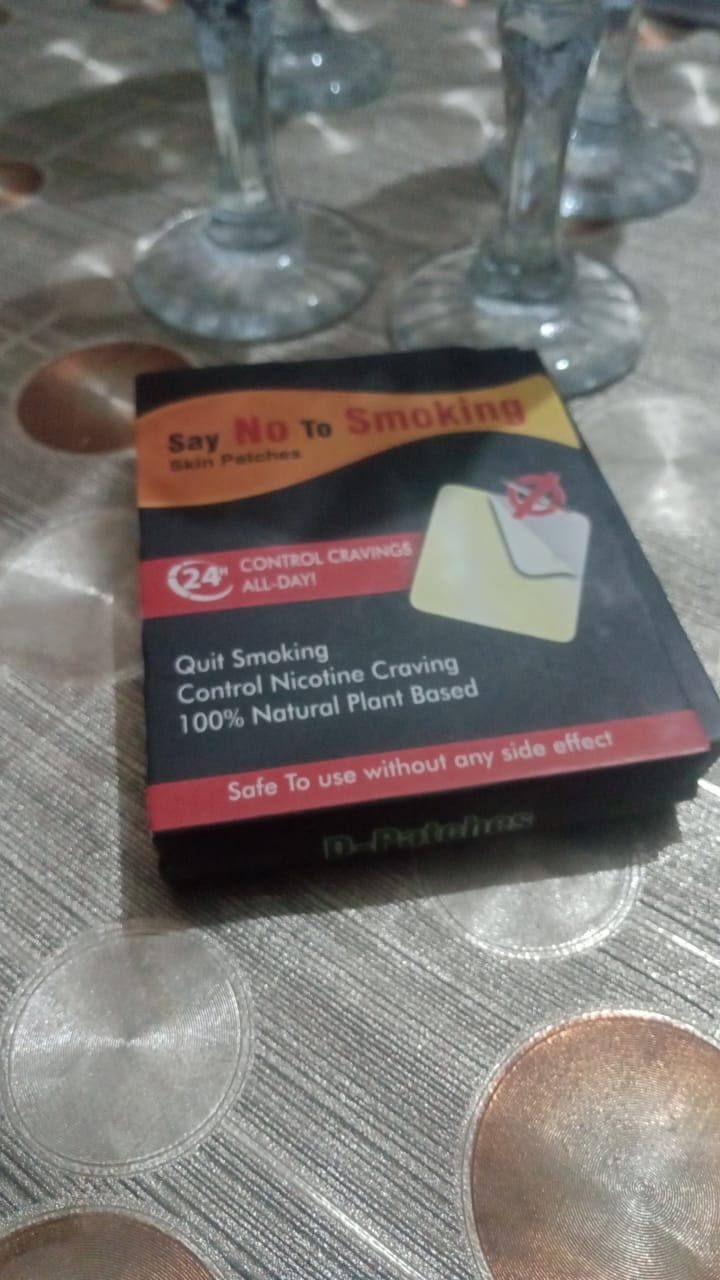 Say No To Smoking
Skin Patches
24H CONTROL CRAVINGS
ALL-DAY!
Quit Smoking
Control Nicotine Craving
100% Natural Plant Based
Safe To use without any side effect
D-Patches